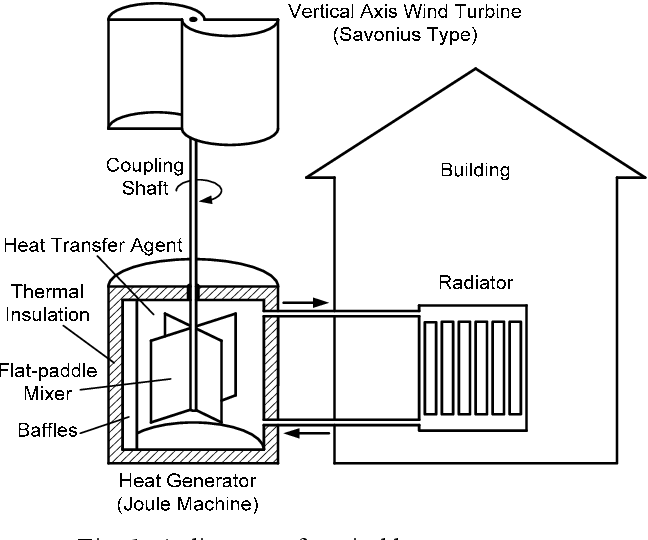 Vertical Axis Wind Turbine
(Savonius Type)
Coupling
Shaft
Building
Heat Transfer Agent
Thermal
Insulation
Radiator
Flat-paddle
Mixer
Baffles
Heat Generator
(Joule Machine)